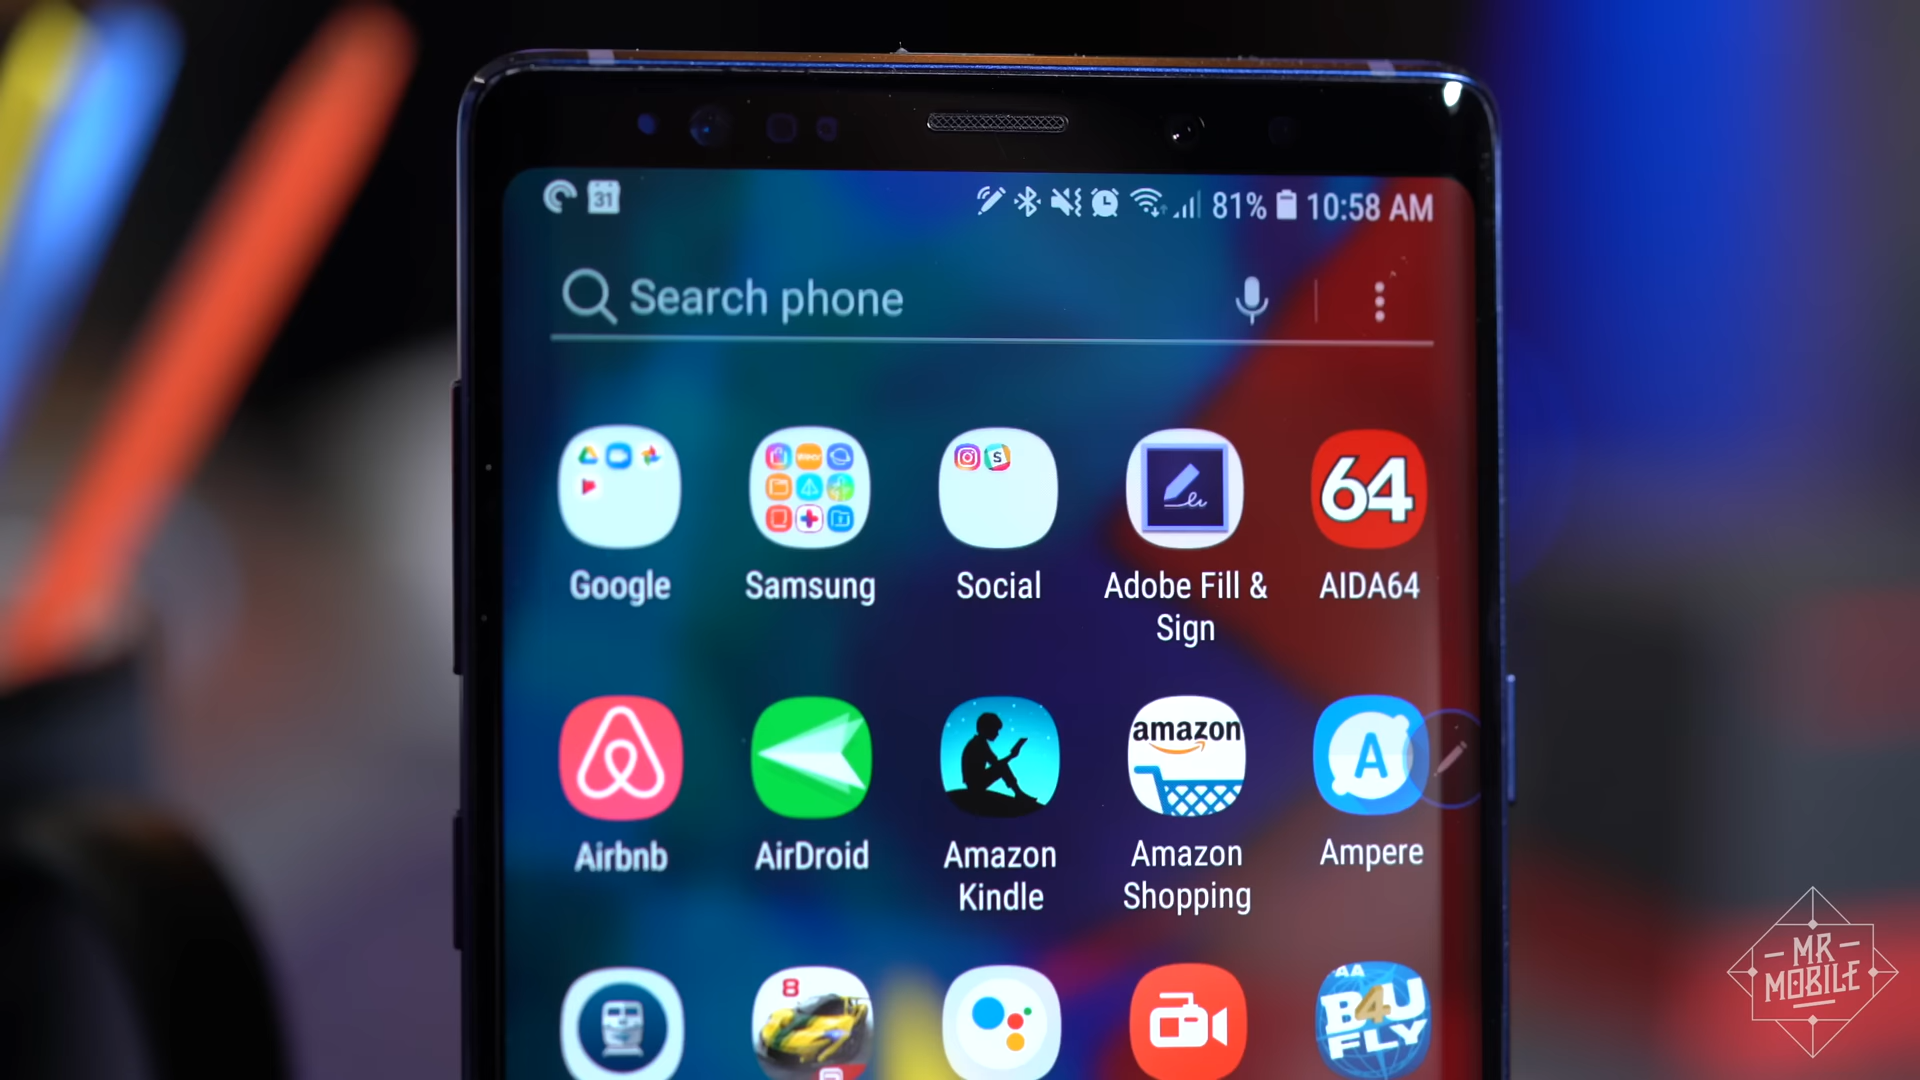 31 81% 10:58 AM
Search phone
S
64
Google Samsung Social Adobe Fill & Sign AIDA64
amazon
A
Airbnb AirDroid Amazon Kindle Amazon Shopping Ampere
8
AA
B4U
FLY
MR
MOBILE